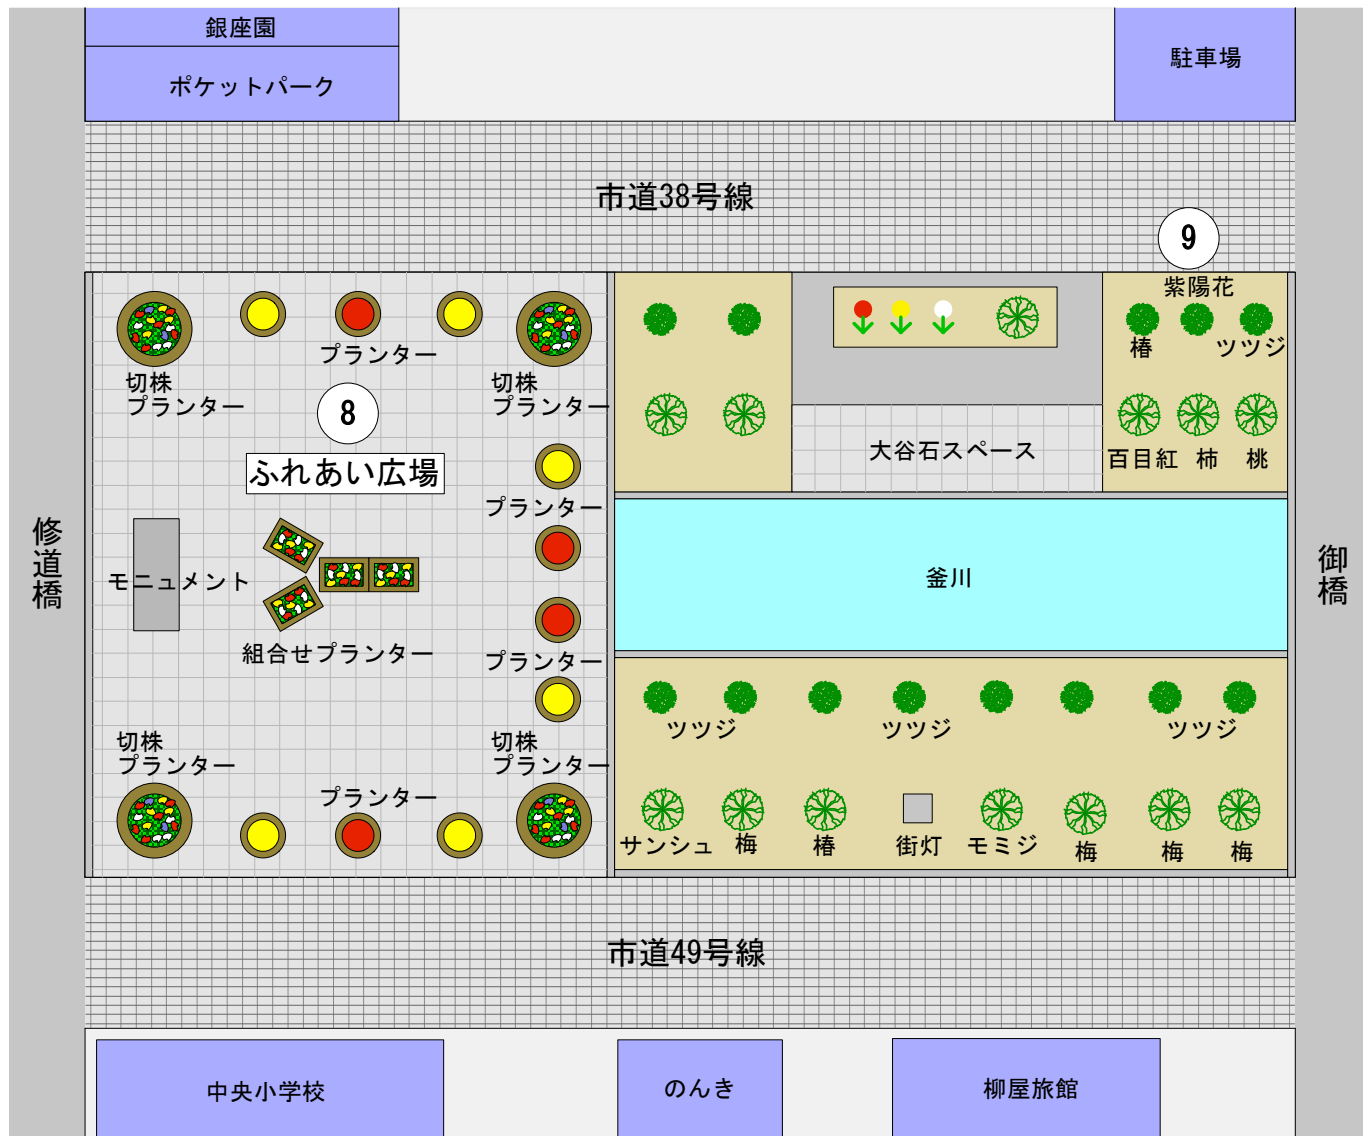 銀座園
ポケットパーク
駐車場
市道38号線
9
紫陽花
椿
ツツジ
百目紅
柿
桃
プランター
切株
プランター
切株
プランター
8
ふれあい広場
大谷石スペース
プランター
修道橋
モニュメント
釜川
御橋
組合せプランター
プランター
ツツジ
ツツジ
ツツジ
切株
プランター
切株
プランター
プランター
サンシュ
梅
椿
街灯
モミジ
梅
梅
梅
市道49号線
中央小学校
のんき
柳屋旅館